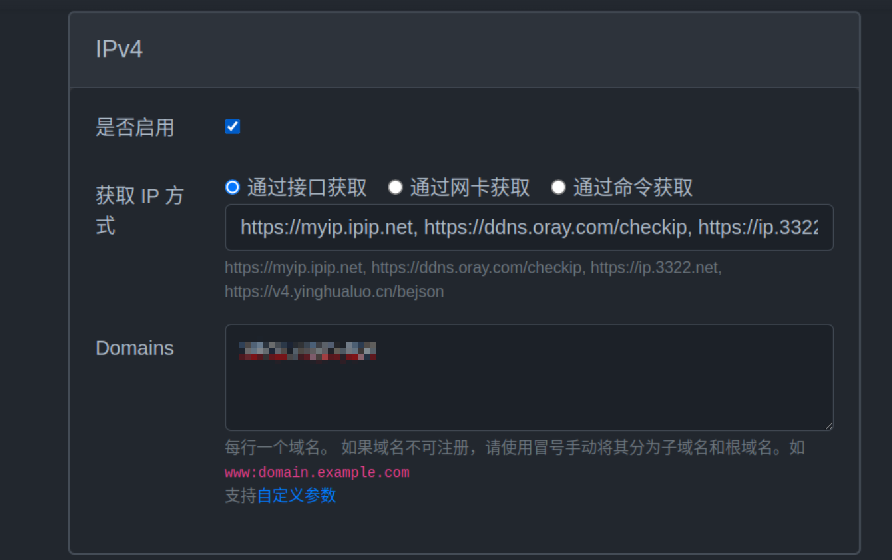 IPv4
是否启用
获取 IP 方式
通过接口获取 通过网卡获取 通过命令获取
https://myip.ipip.net, https://ddns.oray.com/checkip, https://ip.3322
https://myip.ipip.net, https://ddns.oray.com/checkip, https://ip.3322.net,
https://v4.yinghualuo.cn/bejson
Domains
每行一个域名。 如果域名不可注册，请使用冒号手动将其分为子域名和根域名。如
www:domain.example.com
支持自定义参数